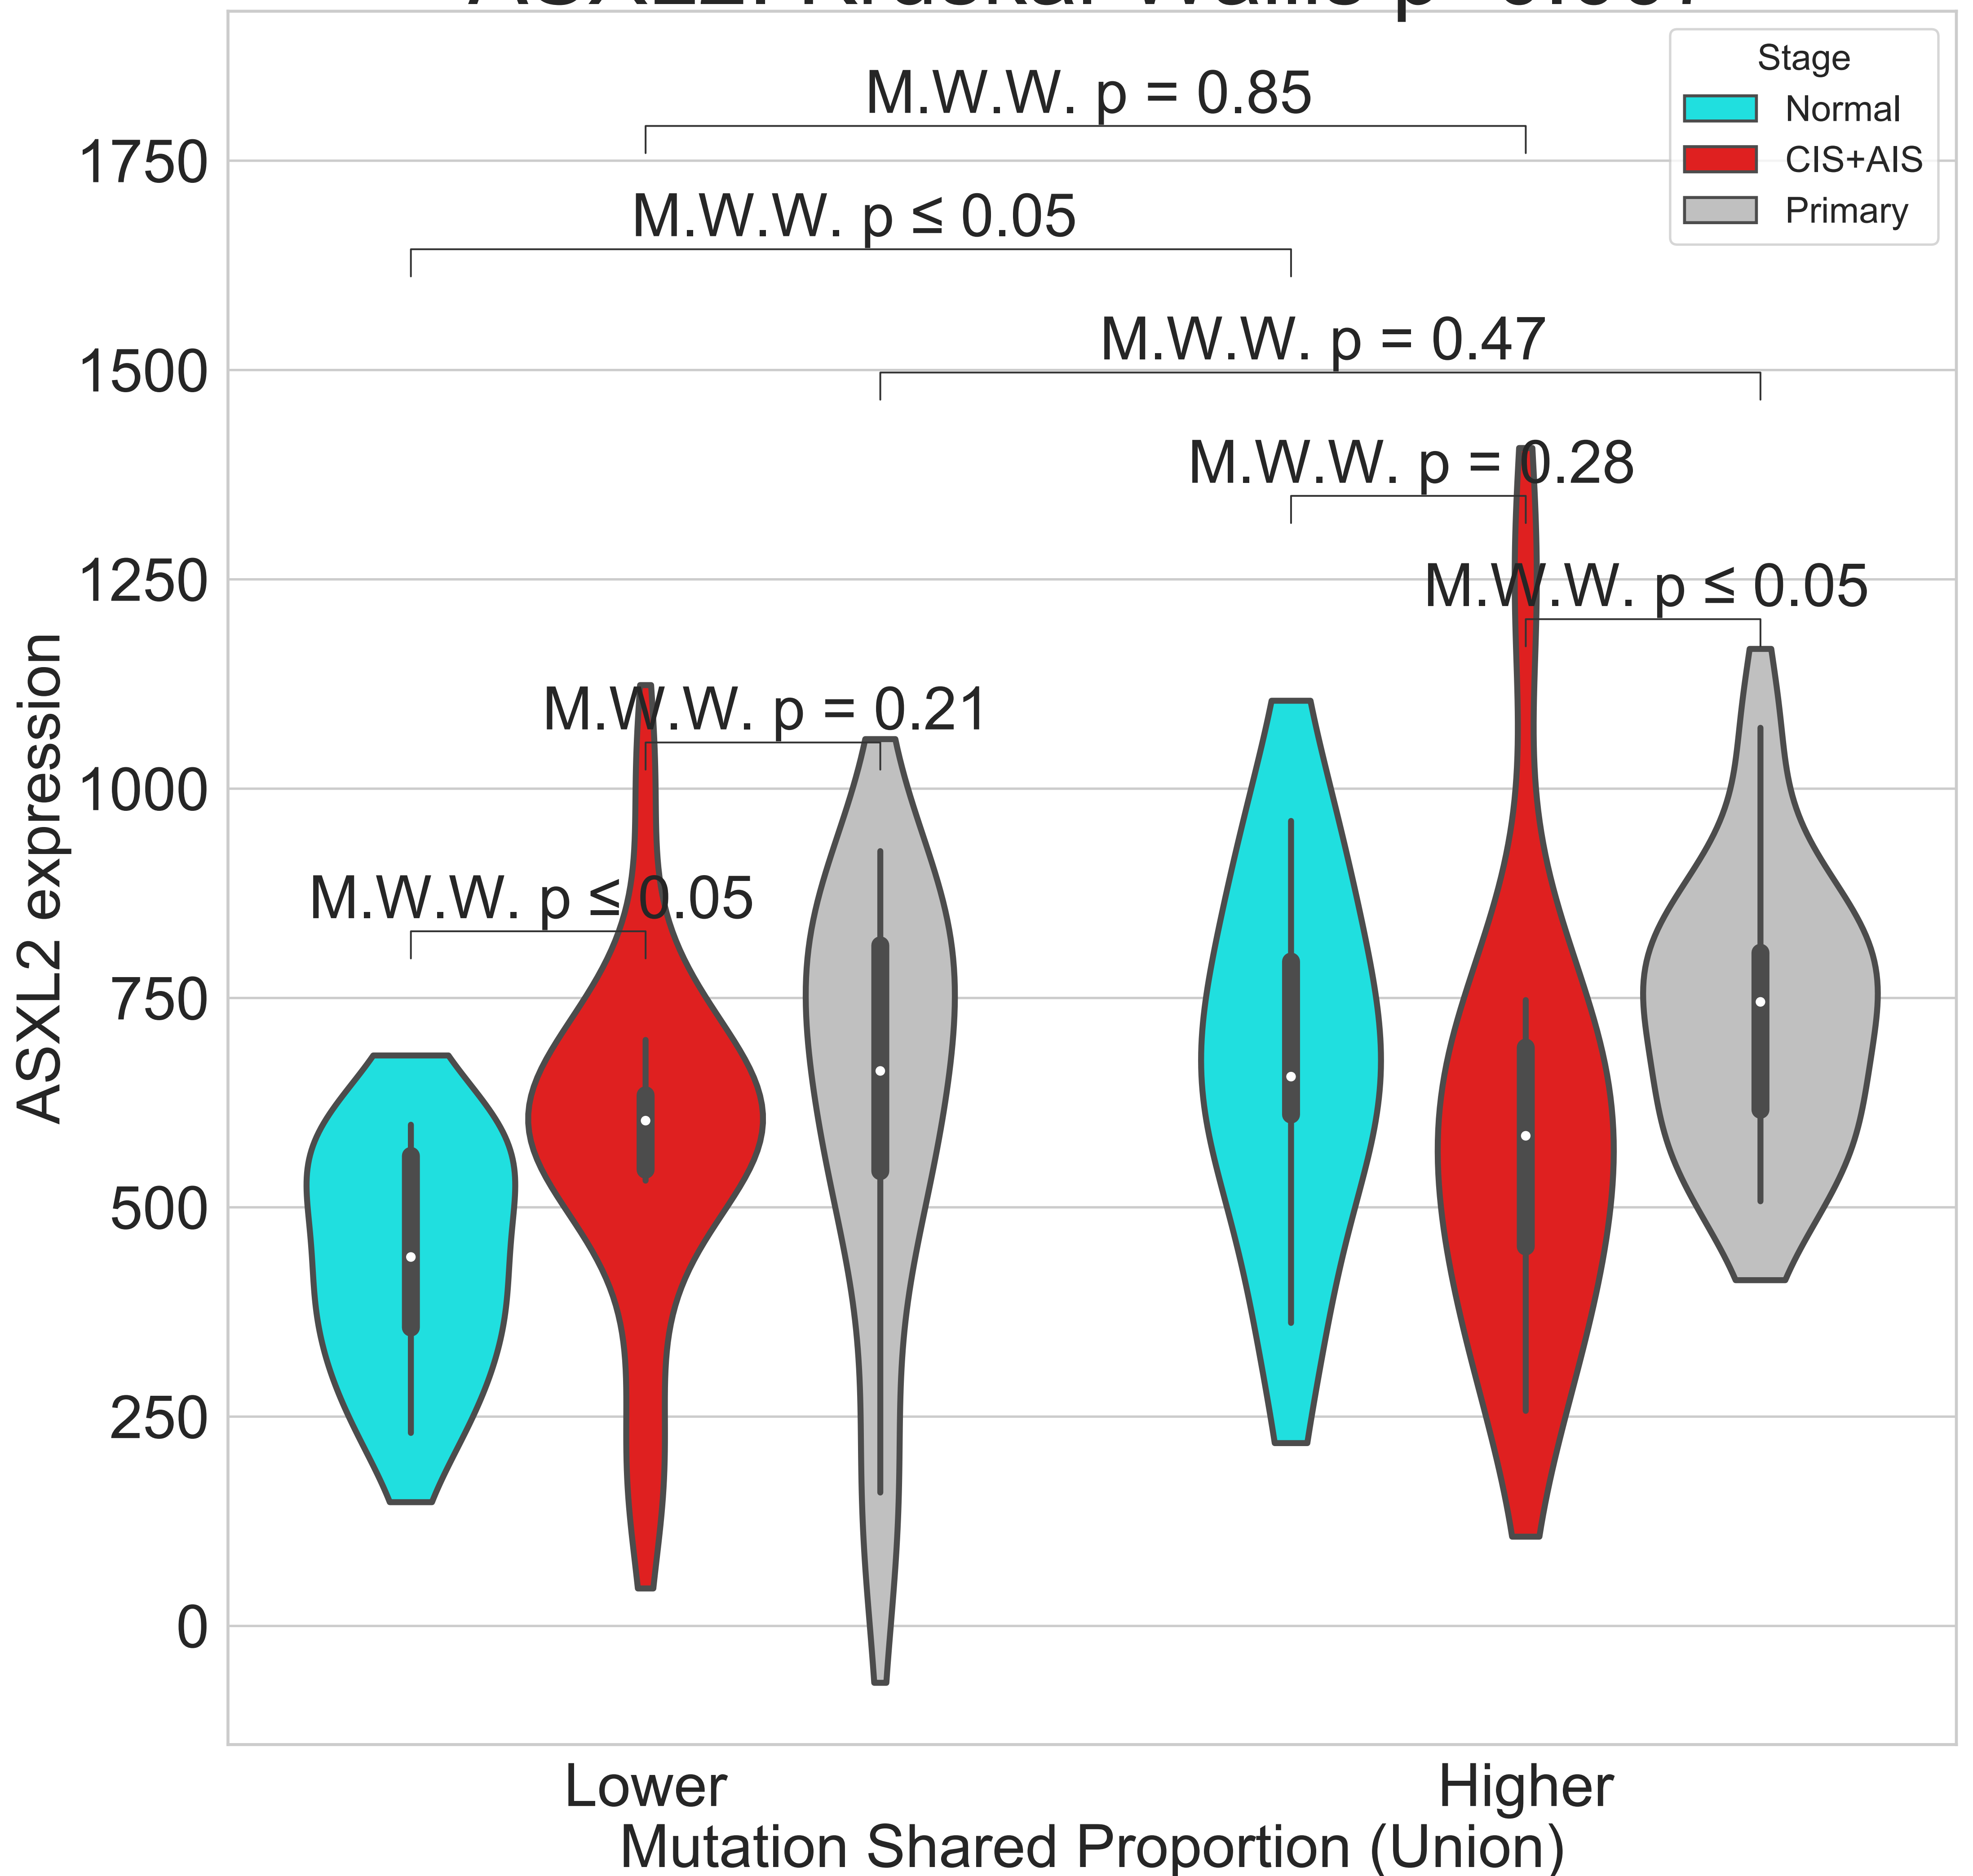 Stage
Normal
CIS+AIS
Primary
M.W.W. p = 0.85
M.W.W. p ≤ 0.05
M.W.W. p = 0.47
M.W.W. p = 0.28
M.W.W. p ≤ 0.05
M.W.W. p = 0.21
M.W.W. p ≤ 0.05
1750
1500
1250
1000
750
500
250
0
ASXL2 expression
Lower
Higher
Mutation Shared Proportion (Union)